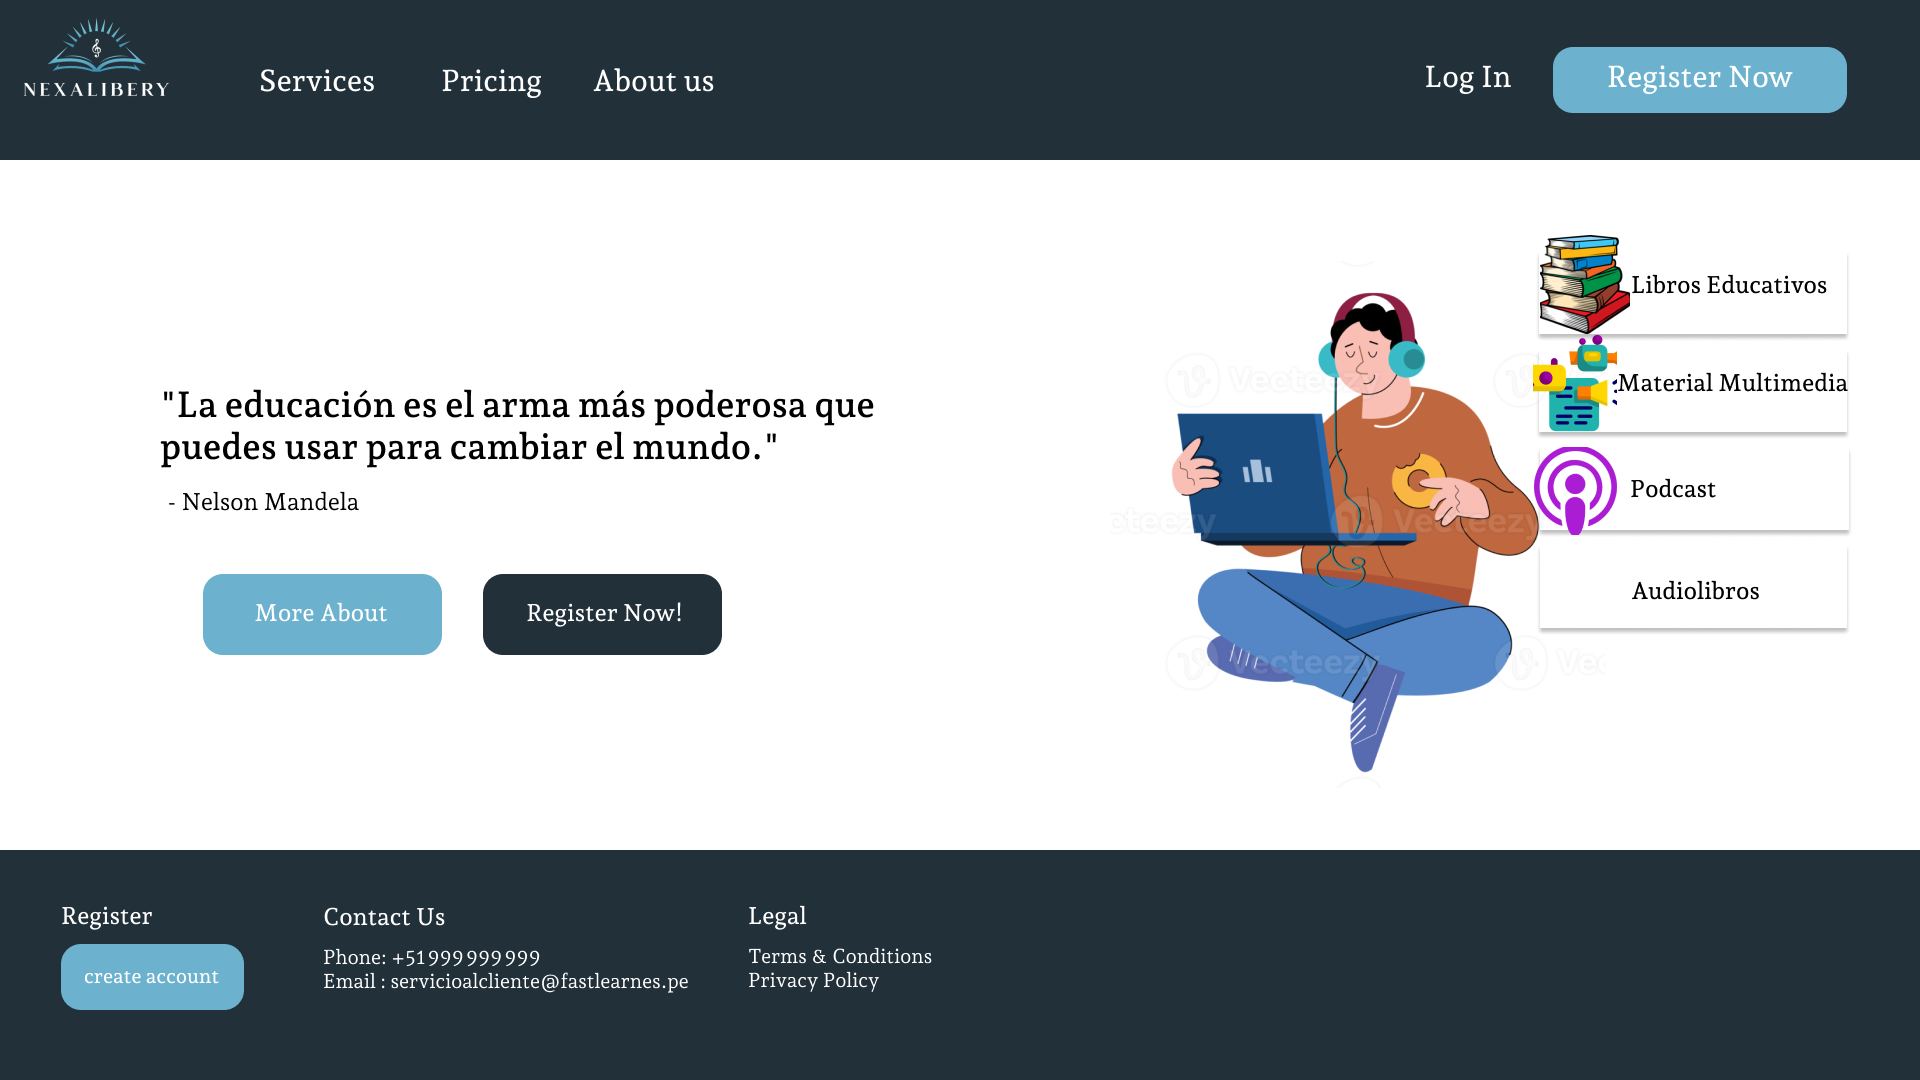 NEXALIBERY
Services
Pricing
About us
Log In
Register Now
"La educación es el arma más poderosa que
puedes usar para cambiar el mundo."
- Nelson Mandela
More About
Register Now!
Vecteezy
Vecteezy
Vecteezy
Libros Educativos
Material Multimedia
Podcast
Audiolibros
Register
create account
Contact Us
Phone: +51999999999
Email : servicioalcliente@fastlearnes.pe
Legal
Terms & Conditions
Privacy Policy